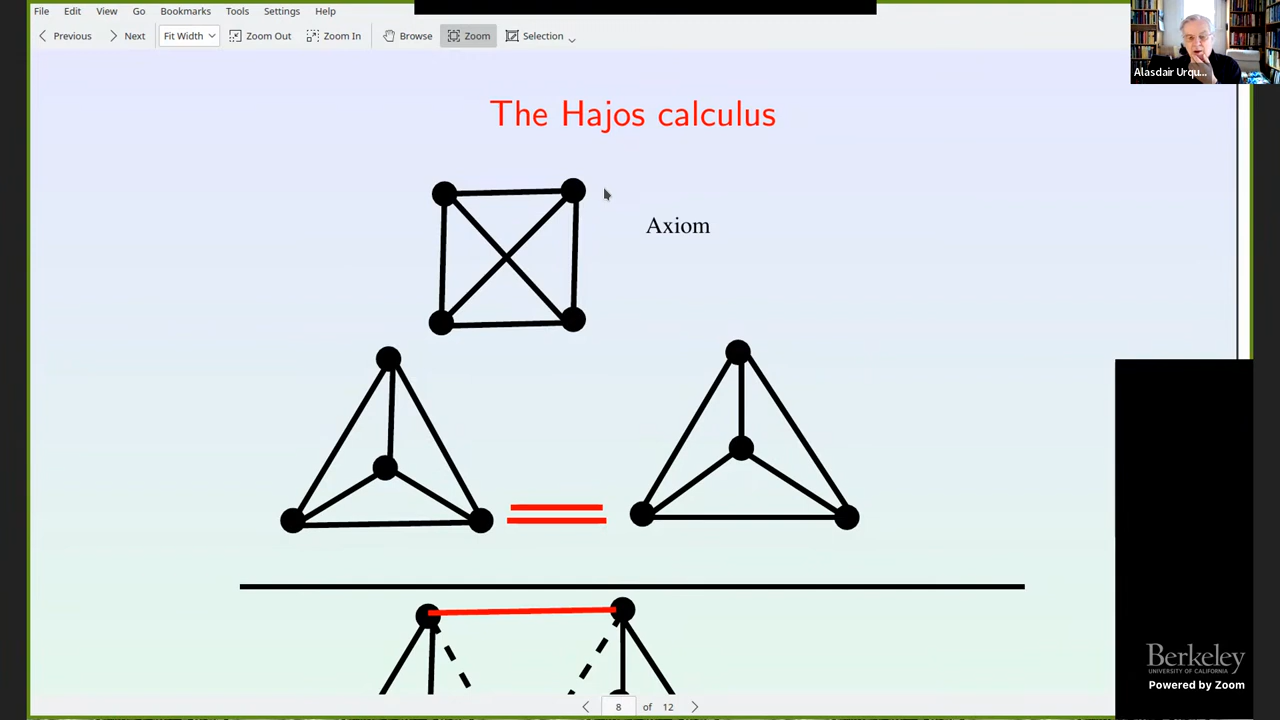 File Edit View Go Bookmarks Tools Settings Help
Previous Next Fit Width Zoom Out Zoom In Browse Zoom Selection
Alasdair Urqu...
The Hajos calculus
Axiom
Berkeley
UNIVERSITY OF CALIFORNIA
Powered by Zoom
8 of 12